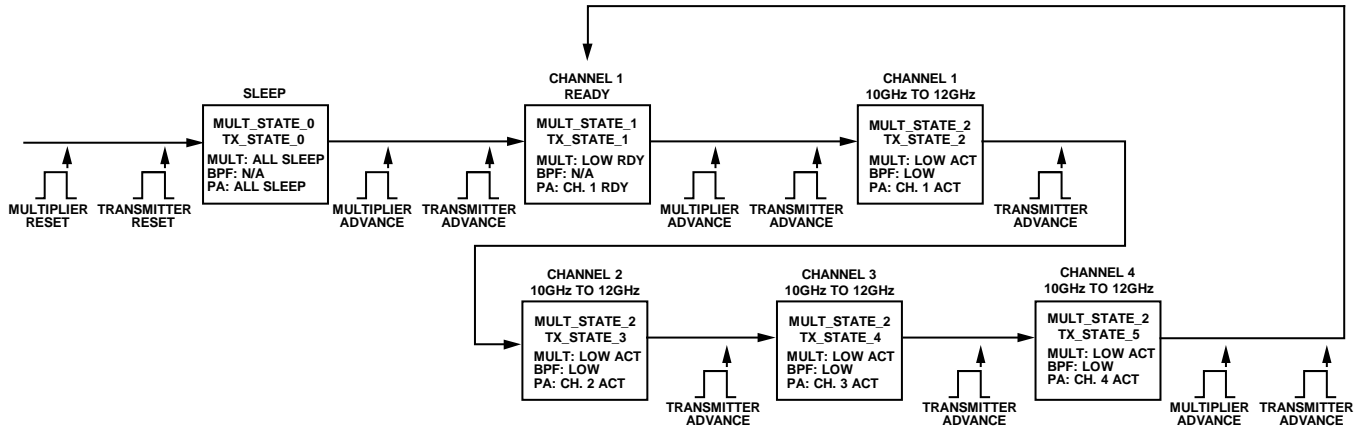 SLEEP
MULT_STATE_0
TX_STATE_0
MULT: ALL SLEEP
BPF: N/A
PA: ALL SLEEP
MULTIPLIER
RESET
TRANSMITTER
RESET
MULTIPLIER
ADVANCE
TRANSMITTER
ADVANCE
CHANNEL 1
READY
MULT_STATE_1
TX_STATE_1
MULT: LOW RDY
BPF: N/A
PA: CH. 1 RDY
MULTIPLIER
ADVANCE
TRANSMITTER
ADVANCE
CHANNEL 1
10GHz TO 12GHz
MULT_STATE_2
TX_STATE_2
MULT: LOW ACT
BPF: LOW
PA: CH. 1 ACT
TRANSMITTER
ADVANCE
CHANNEL 2
10GHz TO 12GHz
MULT_STATE_2
TX_STATE_3
MULT: LOW ACT
BPF: LOW
PA: CH. 2 ACT
TRANSMITTER
ADVANCE
CHANNEL 3
10GHz TO 12GHz
MULT_STATE_2
TX_STATE_4
MULT: LOW ACT
BPF: LOW
PA: CH. 3 ACT
TRANSMITTER
ADVANCE
CHANNEL 4
10GHz TO 12GHz
MULT_STATE_2
TX_STATE_5
MULT: LOW ACT
BPF: LOW
PA: CH. 4 ACT
MULTIPLIER
ADVANCE
TRANSMITTER
ADVANCE